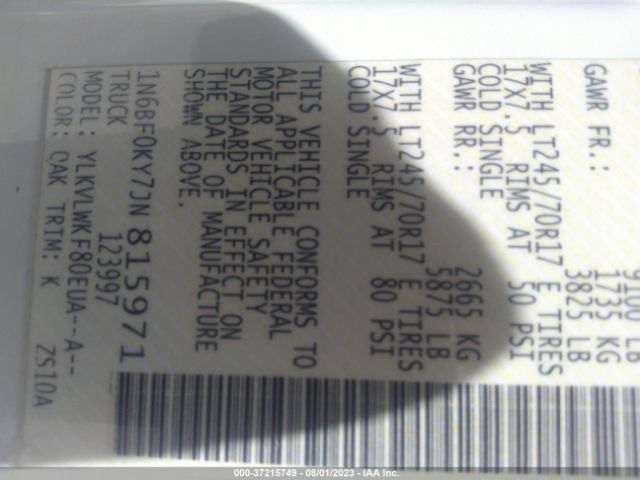 GAWR FR.: 1735 KG
3825 LB
WITH LT245/70R17 E TIRES
17X7.5 RIMS AT 50 PSI
COLD SINGLE
GAWR RR.: 2665 KG
5875 LB
WITH LT245/70R17 E TIRES
17X7.5 RIMS AT 80 PSI
COLD SINGLE
THIS VEHICLE CONFORMS TO
ALL APPLICABLE FEDERAL
MOTOR VEHICLE SAFETY
STANDARDS IN EFFECT ON
THE DATE OF MANUFACTURE
SHOWN ABOVE.
1N6BF0KY7JN 815971
TRUCK 123997
MODEL: YLKVLWKF80EUA--A--
COLOR: QAK TRIM: K ZS10A
000-37215749 - 08/01/2023 - IAA Inc.